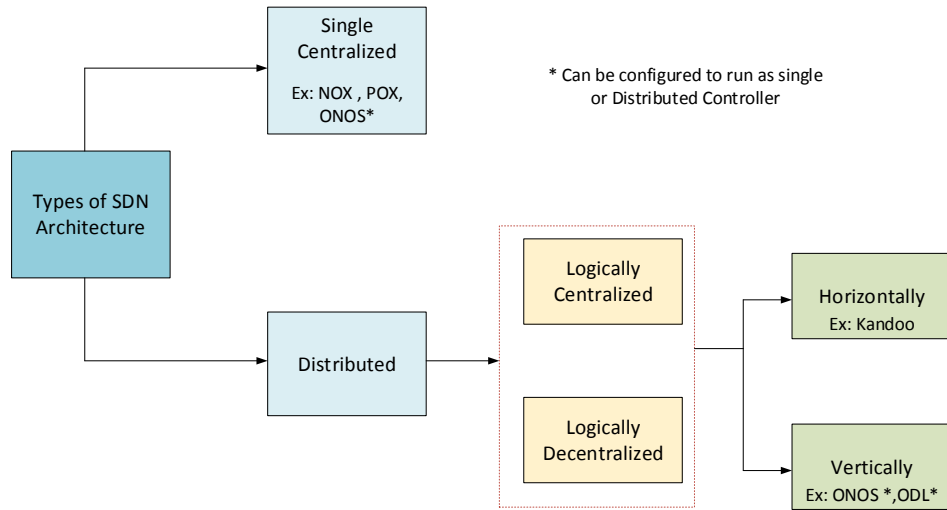 Single
Centralized
Ex: NOX , POX,
ONOS*
* Can be configured to run as single
or Distributed Controller
Types of SDN
Architecture
Logically
Centralized
Horizontally
Ex: Kandoo
Distributed
Logically
Decentralized
Vertically
Ex: ONOS *,ODL*